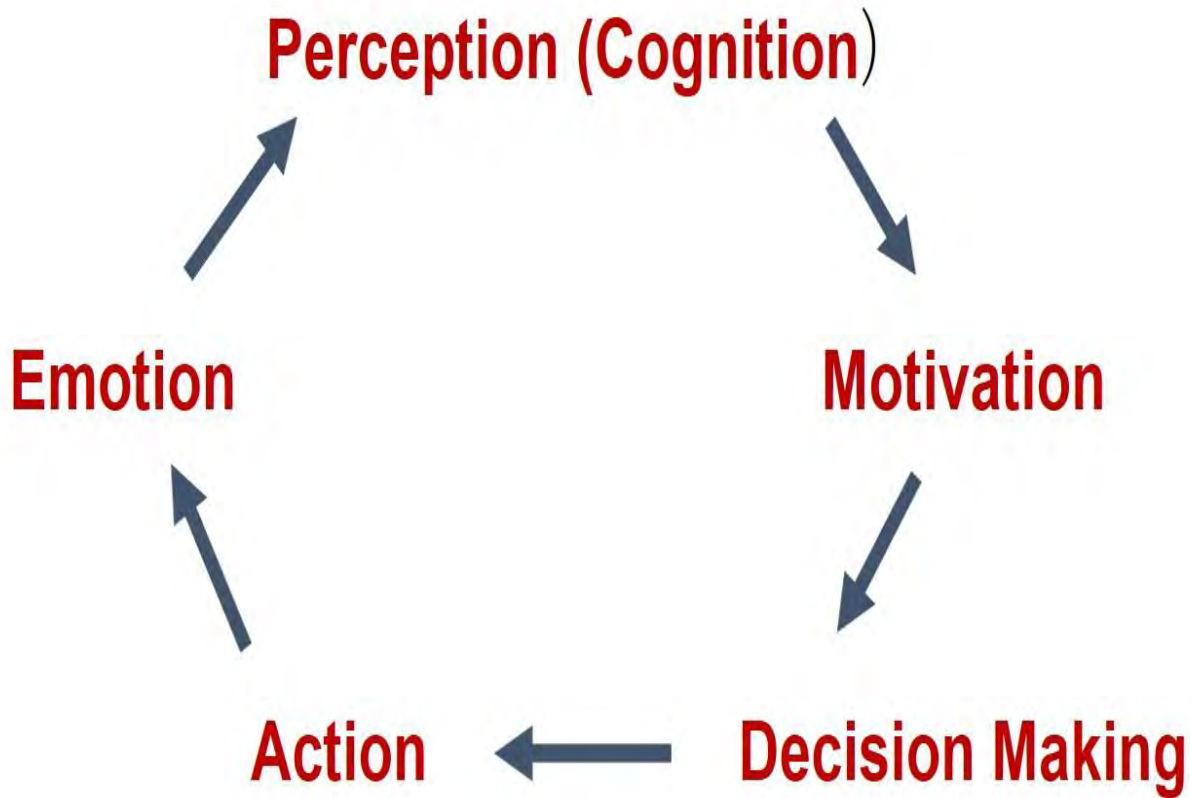 Perception (Cognition）
Emotion
Motivation
Action
Decision Making